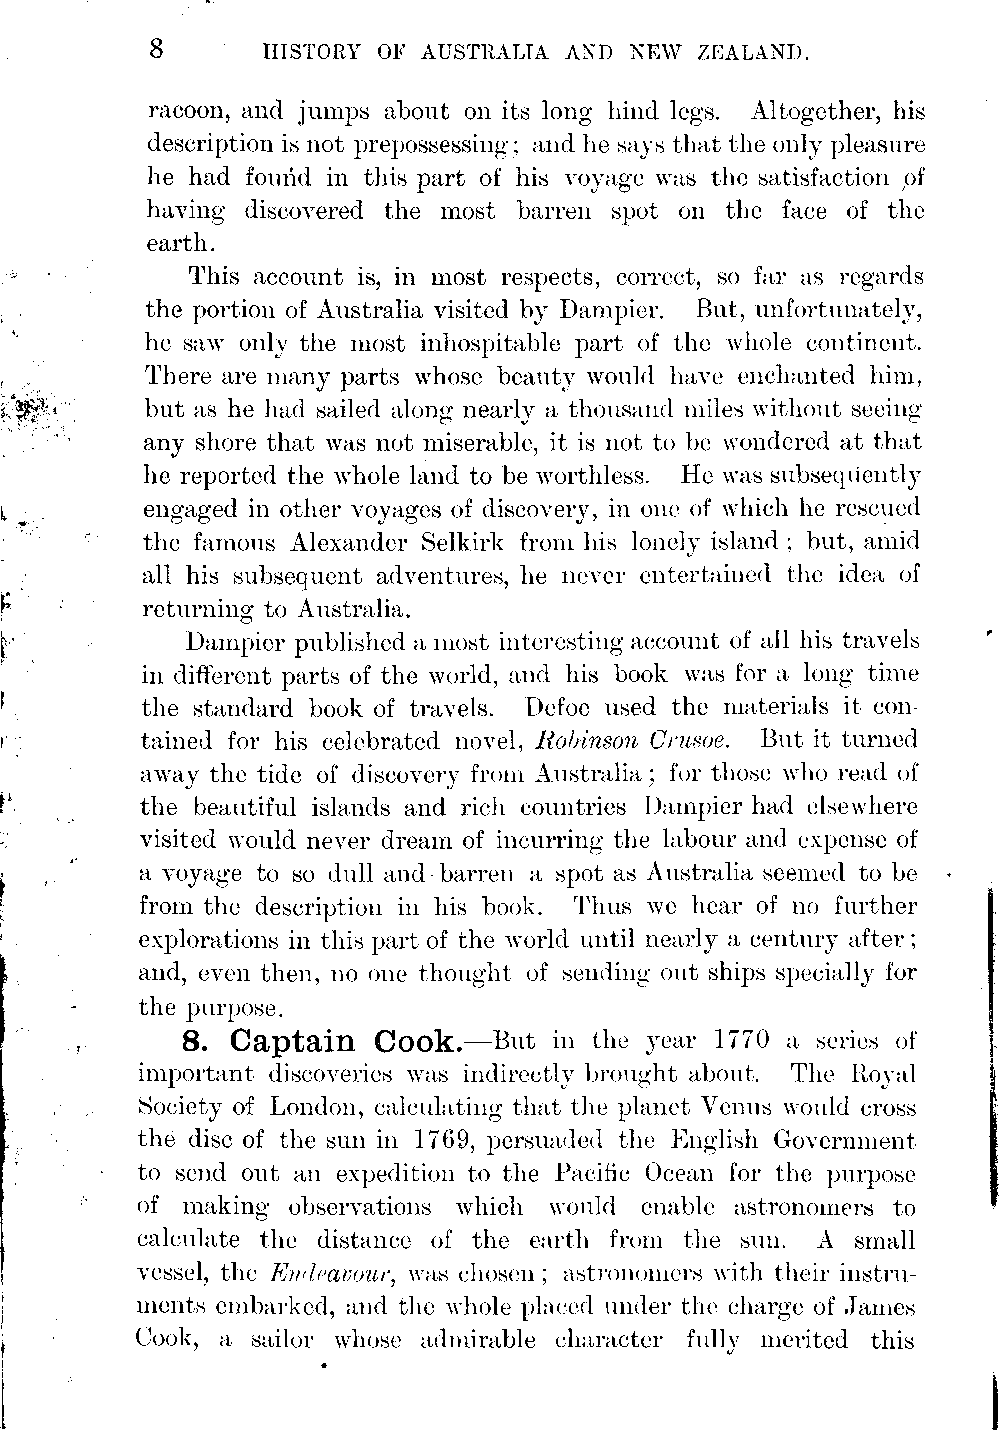 8 HISTORY OF AUSTRALIA AND NEW ZEALAND.
racoon, and jumps about on its long hind legs. Altogether, his
description is not prepossessing; and he says that the only pleasure
he had found in this part of his voyage was the satisfaction of
having discovered the most barren spot on the face of the
earth.
This account is, in most respects, correct, so far as regards
the portion of Australia visited by Dampier. But, unfortunately,
he saw only the most inhospitable part of the whole continent.
There are many parts whose beauty would have enchanted him,
but as he had sailed along nearly a thousand miles without seeing
any shore that was not miserable, it is not to be wondered at that
he reported the whole land to be worthless. He was subsequently
engaged in other voyages of discovery, in one of which he rescued
the famous Alexander Selkirk from his lonely island; but, amid
all his subsequent adventures, he never entertained the idea of
returning to Australia.
Dampier published a most interesting account of all his travels
in different parts of the world, and his book was for a long time
the standard book of travels. Defoe used the materials it con-
tained for his celebrated novel, Robinson Crusoe. But it turned
away the tide of discovery from Australia; for those who read of
the beautiful islands and rich countries Dampier had elsewhere
visited would never dream of incurring the labour and expense of
a voyage to so dull and barren a spot as Australia seemed to be
from the description in his book. Thus we hear of no further
explorations in this part of the world until nearly a century after;
and, even then, no one thought of sending out ships specially for
the purpose.
8. Captain Cook.—But in the year 1770 a series of
important discoveries was indirectly brought about. The Royal
Society of London, calculating that the planet Venus would cross
the disc of the sun in 1769, persuaded the English Government
to send out an expedition to the Pacific Ocean for the purpose
of making observations which would enable astronomers to
calculate the distance of the earth from the sun. A small
vessel, the Endeavour, was chosen; astronomers with their instru-
ments embarked, and the whole placed under the charge of James
Cook, a sailor whose admirable character fully merited this